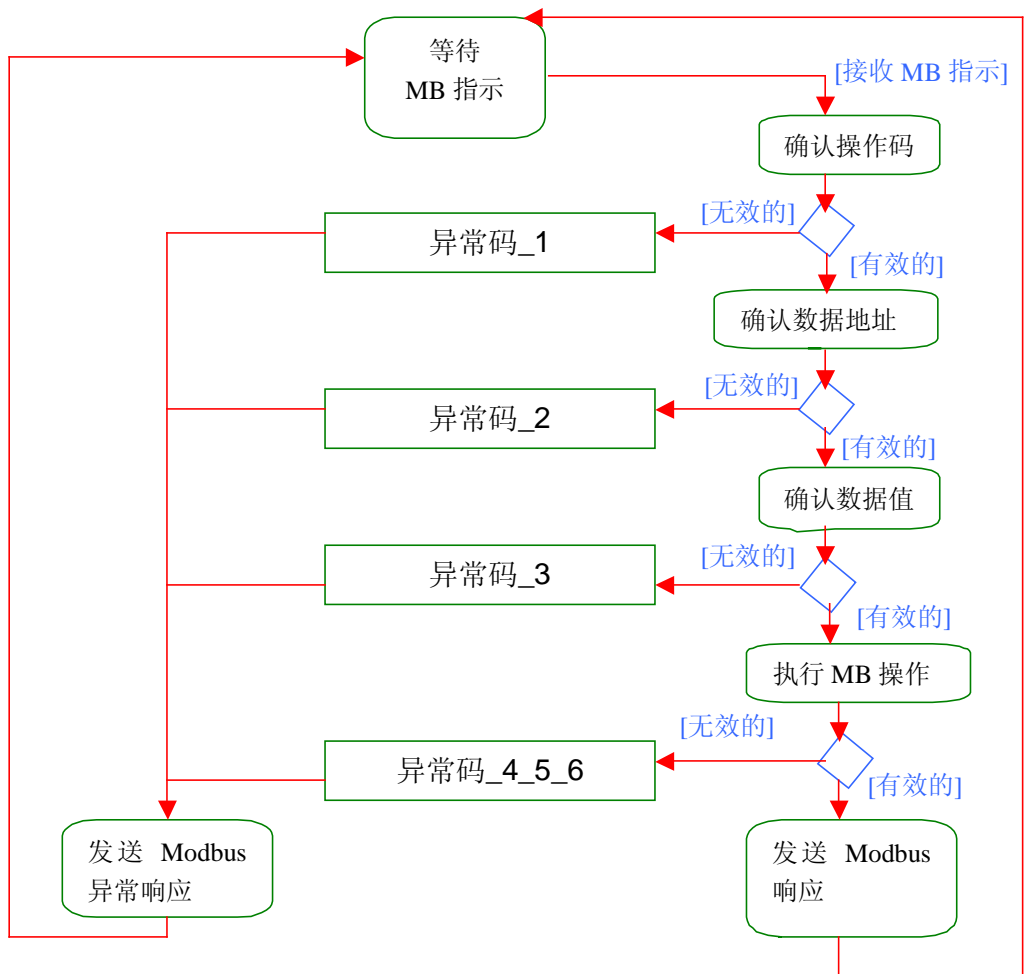 等待
MB 指示
[接收 MB 指示]
确认操作码
[无效的]
异常码_1
[有效的]
确认数据地址
[无效的]
异常码_2
[有效的]
确认数据值
[无效的]
异常码_3
[有效的]
执行 MB 操作
[无效的]
异常码_4_5_6
[有效的]
发送 Modbus
异常响应
发送 Modbus
响应